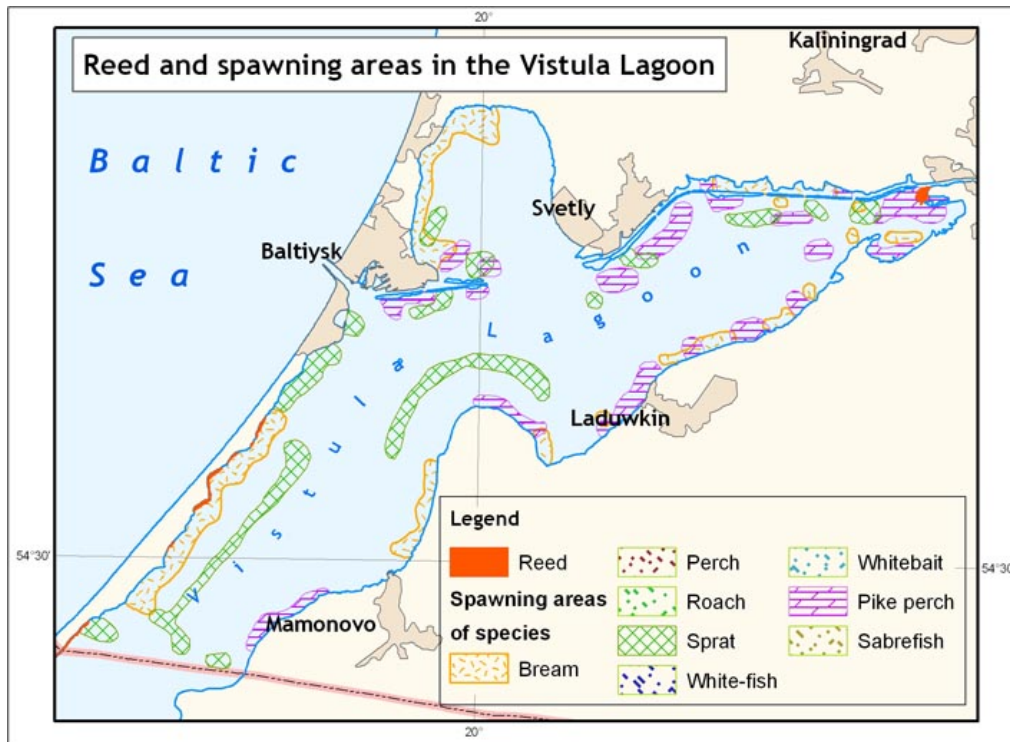 20°
Kaliningrad
Reed and spawning areas in the Vistula Lagoon
Baltic
Sea
Svetly
Baltiysk
Vistula Lagoon
Laduwkin
54°30'
54°30'
Mamonovo
Legend
Reed
Spawning areas
of species
Bream
Perch
Roach
Sprat
White-fish
Whitebait
Pike perch
Sabrefish
20°